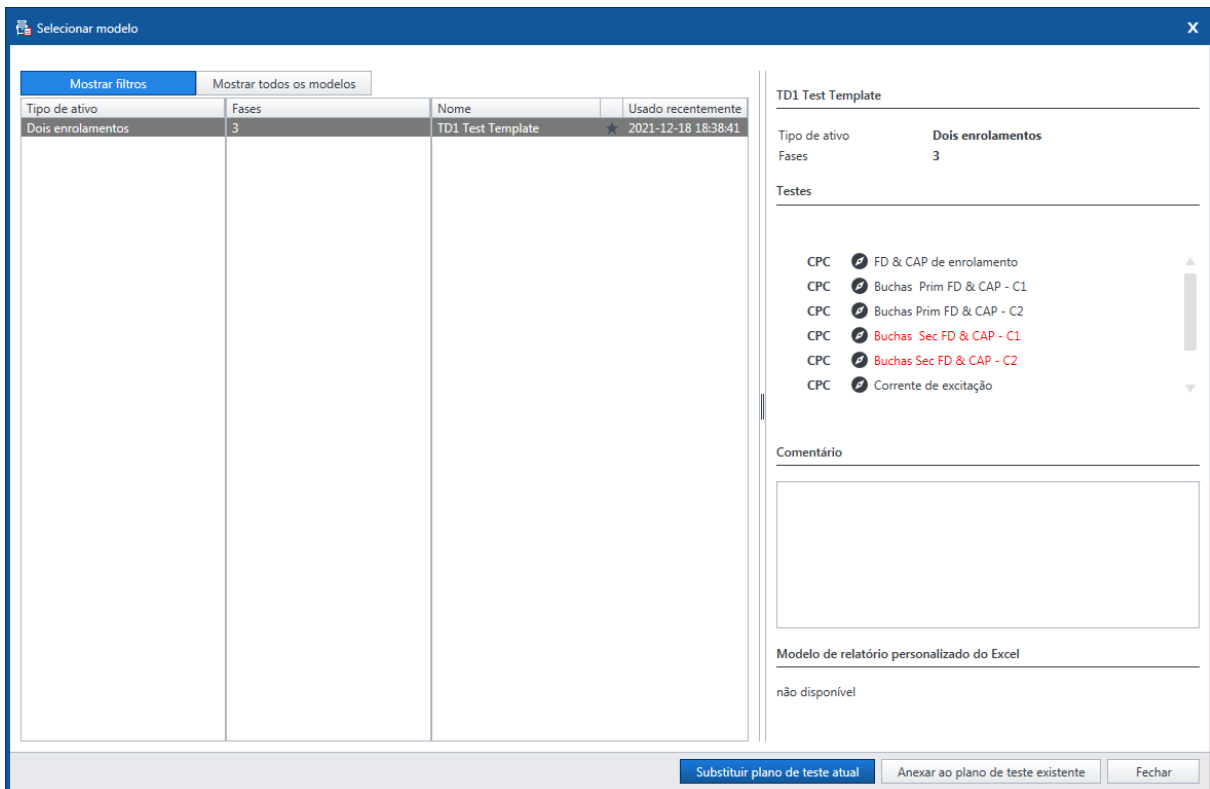 Selecionar modelo X
Mostrar filtros Mostrar todos os modelos
Tipo de ativo Fases Nome Usado recentemente
Dois enrolamentos 3 TD1 Test Template 2021-12-18 18:38:41
TD1 Test Template
Tipo de ativo Dois enrolamentos
Fases 3
Testes
CPC FD & CAP de enrolamento
CPC Buchas Prim FD & CAP - C1
CPC Buchas Prim FD & CAP - C2
CPC Buchas Sec FD & CAP - C1
CPC Buchas Sec FD & CAP - C2
CPC Corrente de excitação
Comentário
Modelo de relatório personalizado do Excel
não disponível
Substituir plano de teste atual Anexar ao plano de teste existente Fechar